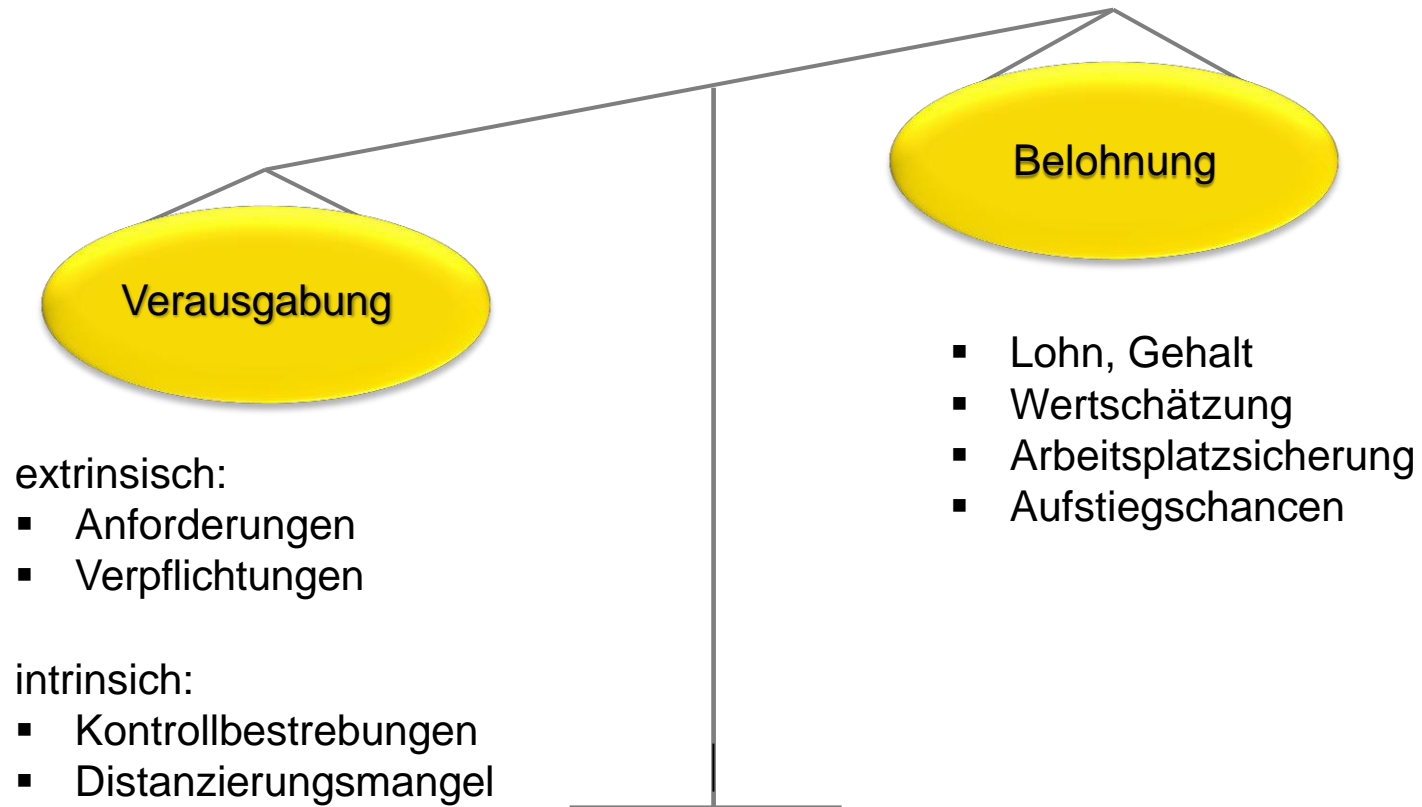 Verausgabung
extrinsisch:
▪ Anforderungen
▪ Verpflichtungen
intrinsich:
▪ Kontrollbestrebungen
▪ Distanzierungsmangel
Belohnung
▪ Lohn, Gehalt
▪ Wertschätzung
▪ Arbeitsplatzsicherung
▪ Aufstiegschancen